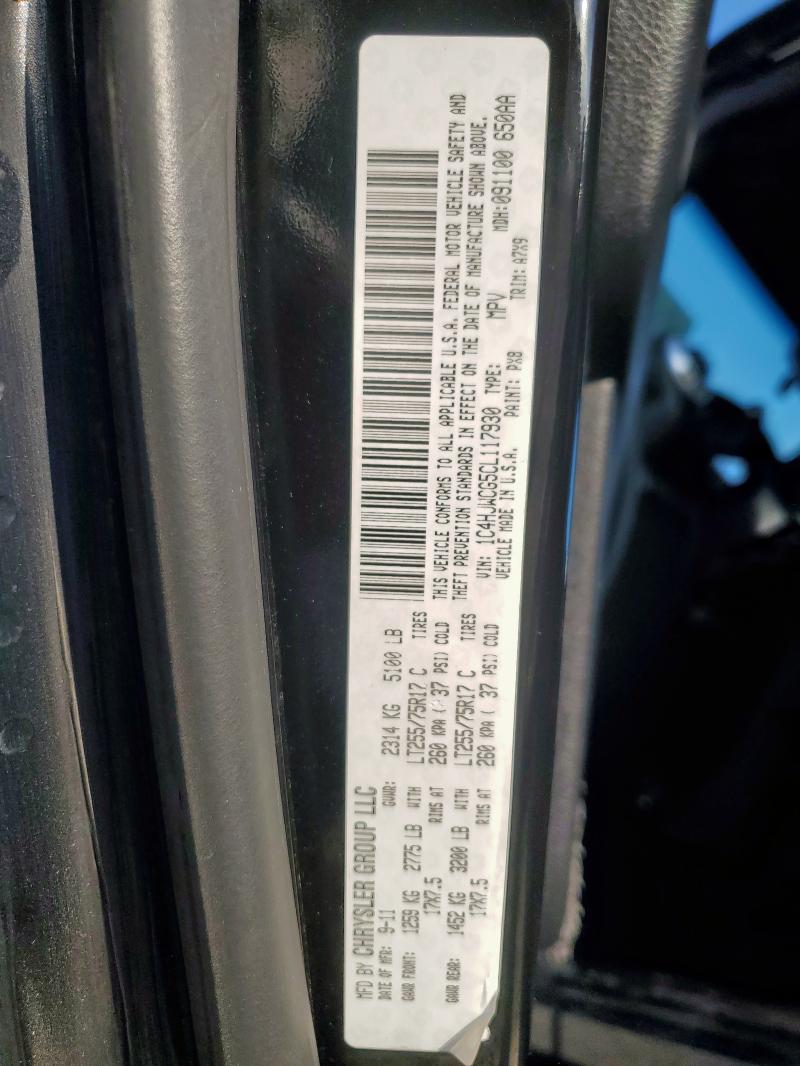 MFD BY CHRYSLER GROUP LLC
DATE OF MFR: 9-11 GVWR: 2314 KG 5100 LB
GAWR FRONT: 1259 KG 2775 LB WITH LT255/75R17 C TIRES
17X7.5 RIMS AT 260 KPA ( 37 PSI) COLD
GAWR REAR: 1452 KG 3200 LB WITH LT255/75R17 C TIRES
17X7.5 RIMS AT 260 KPA ( 37 PSI) COLD
THIS VEHICLE CONFORMS TO ALL APPLICABLE U.S.A. FEDERAL MOTOR VEHICLE SAFETY AND
THEFT PREVENTION STANDARDS IN EFFECT ON THE DATE OF MANUFACTURE SHOWN ABOVE.
VIN: 1C4HJWCG5CL117930 TYPE: MPV MDH:091100 650AA
VEHICLE MADE IN U.S.A. PAINT: PX8 TRIM: A7X9